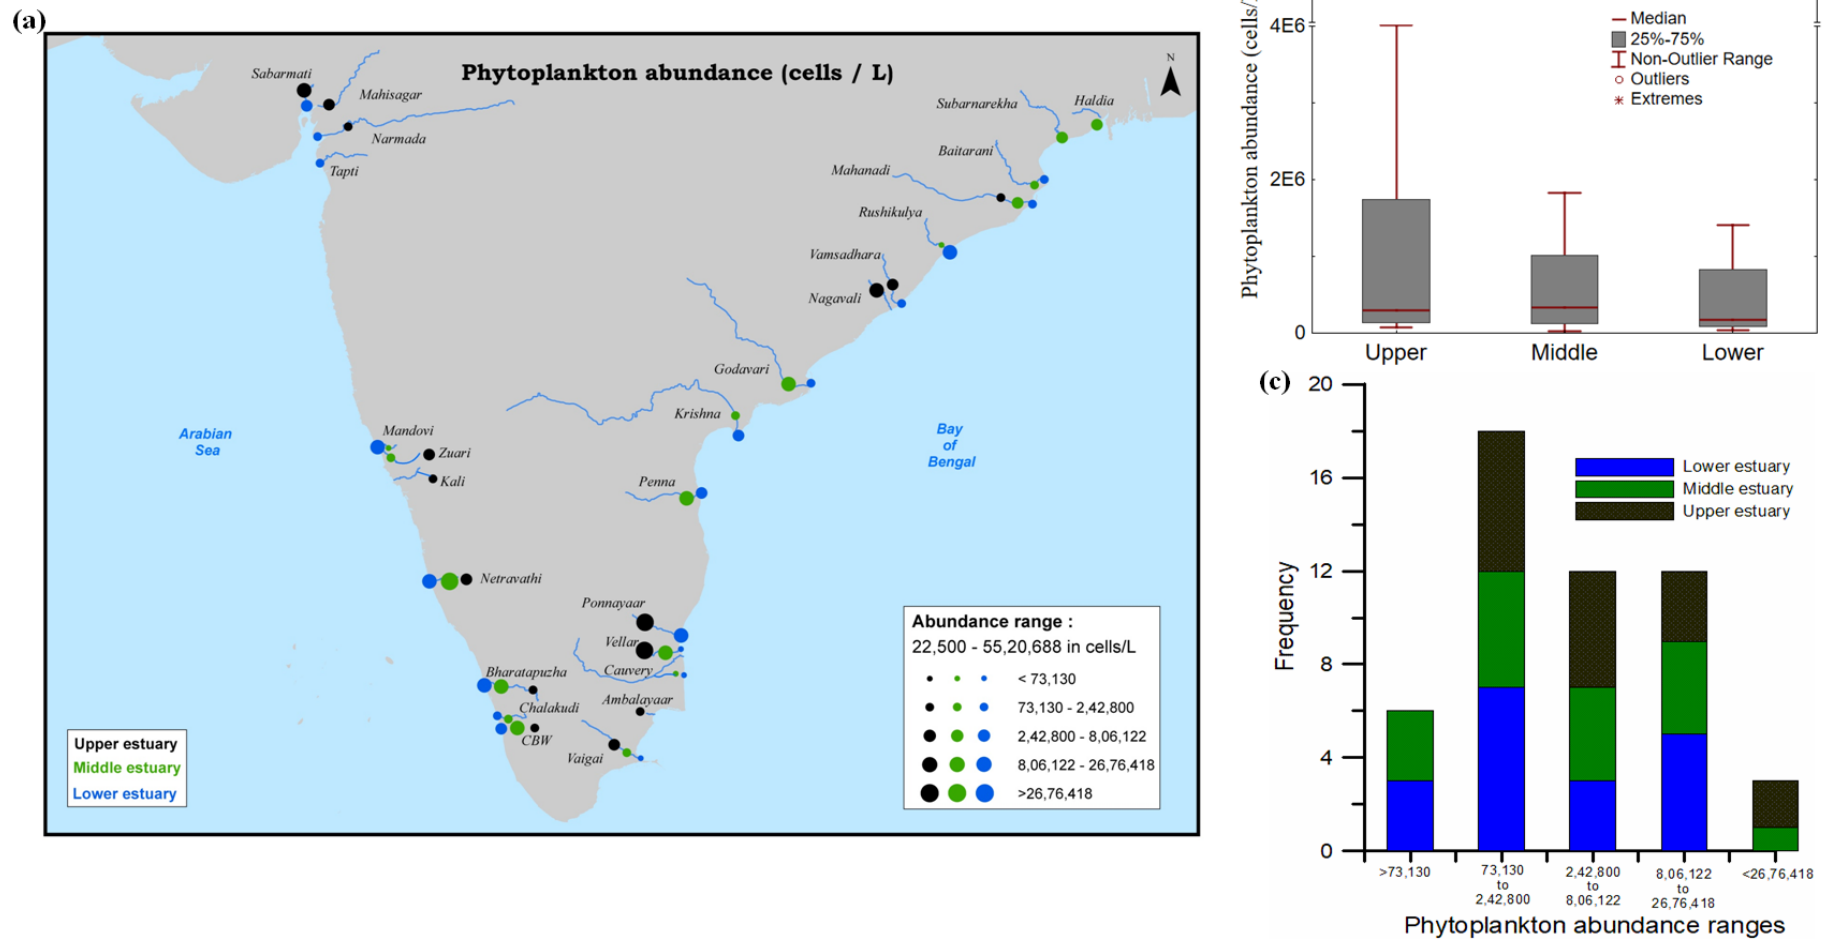 (a)
Phytoplankton abundance (cells / L)
N
Sabarmati
Mahisagar
Narmada
Tapti
Subarnarekha
Haldia
Baitarani
Mahanadi
Rushikulya
Vamsadhara
Nagavali
Godavari
Krishna
Arabian
Sea
Bay
of
Bengal
Mandovi
Zuari
Kali
Penna
Netravathi
Ponnayaar
Vellar
Cauvery
Bharatapuzha
Ambalayaar
Chalakudi
CBW
Vaigai
Upper estuary
Middle estuary
Lower estuary
Abundance range :
22,500 - 55,20,688 in cells/L
< 73,130
73,130 - 2,42,800
2,42,800 - 8,06,122
8,06,122 - 26,76,418
>26,76,418
Phytoplankton abundance (cells/
4E6
2E6
0
Median
25%-75%
Non-Outlier Range
Outliers
Extremes
Upper
Middle
Lower
(c)
Frequency
20
16
12
8
4
0
Lower estuary
Middle estuary
Upper estuary
>73,130
73,130
to
2,42,800
2,42,800
to
8,06,122
8,06,122
to
26,76,418
<26,76,418
Phytoplankton abundance ranges